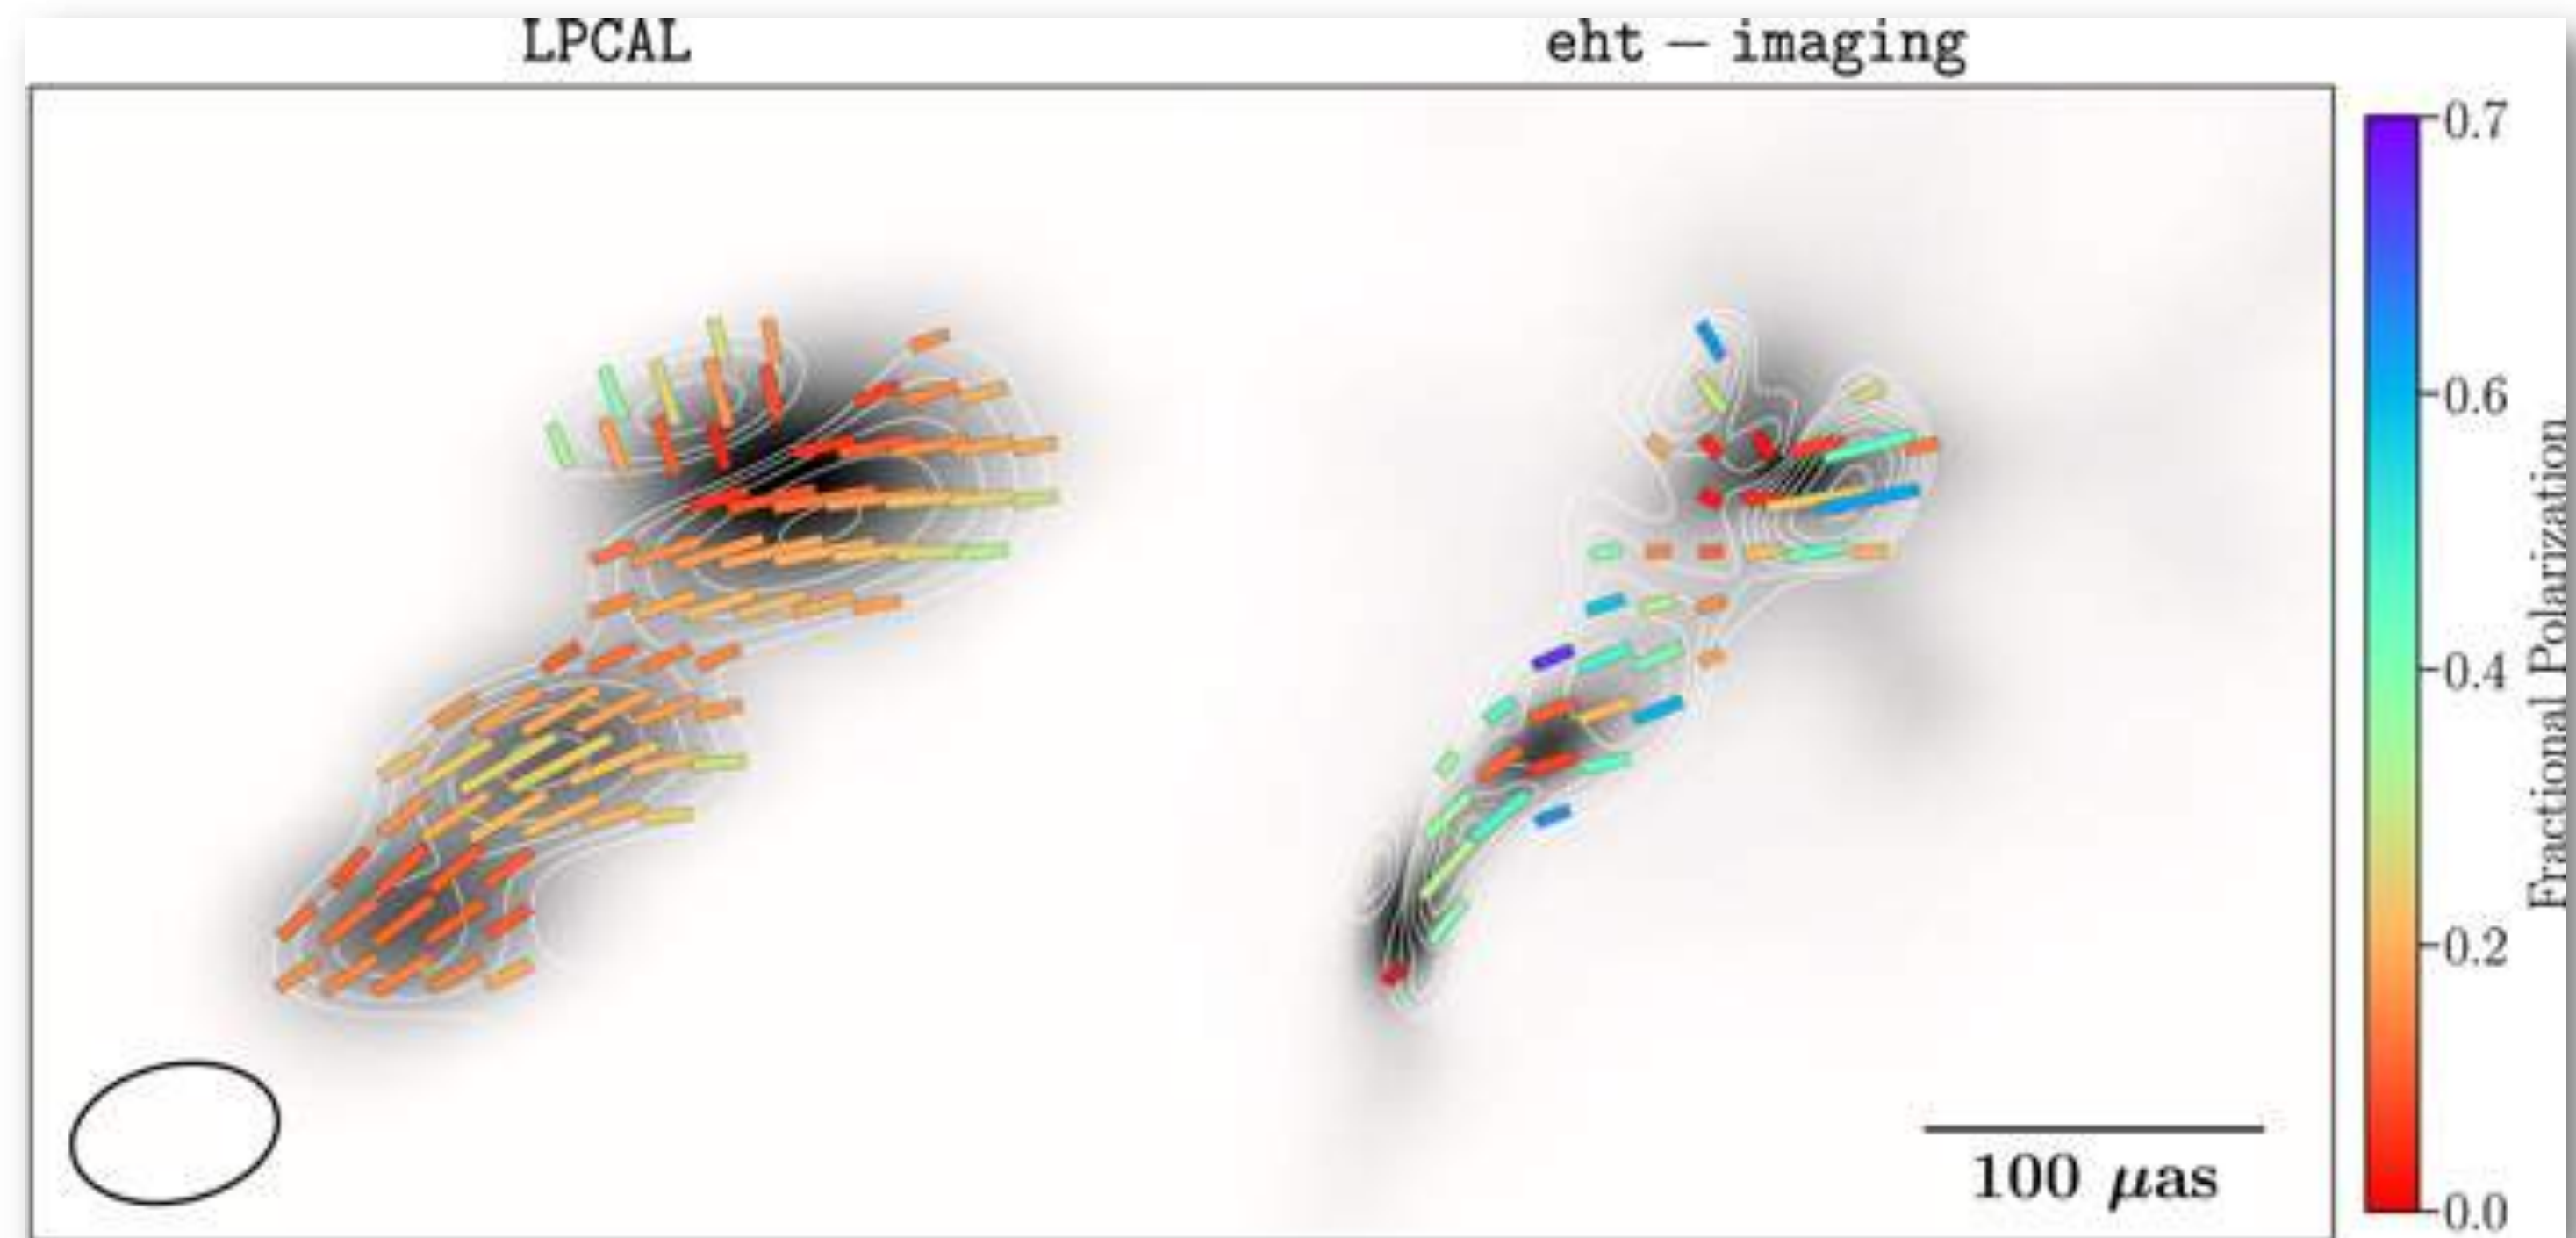 LPCAL
eht – imaging
0.7
0.6
0.4
0.2
0.0
Fractional Polarization
100 μas